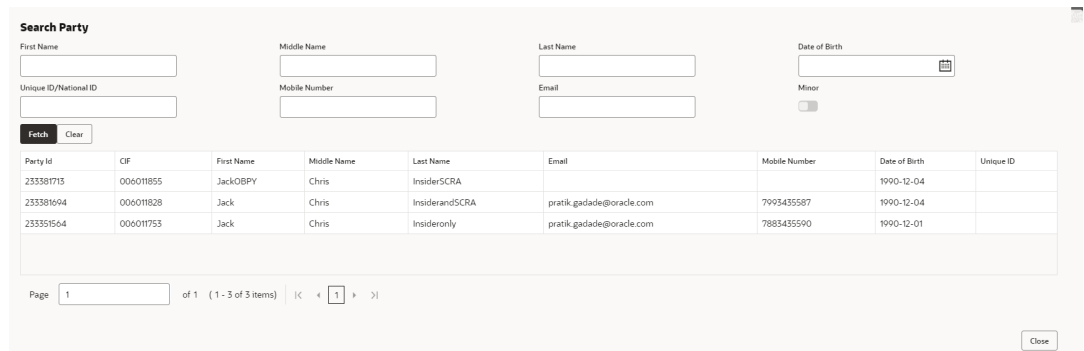 Search Party
First Name Middle Name Last Name Date of Birth
Unique ID/National ID Mobile Number Email Minor
Fetch Clear
Party Id CIF First Name Middle Name Last Name Email Mobile Number Date of Birth Unique ID
233381713 006011855 JackOBPY Chris InsiderSCRA 1990-12-04
233381694 006011828 Jack Chris InsiderandSCRA pratik.gadade@oracle.com 7993435587 1990-12-04
233351564 006011753 Jack Chris Insideronly pratik.gadade@oracle.com 7883435590 1990-12-01
Page 1 of 1 ( 1 - 3 of 3 items) 1
Close